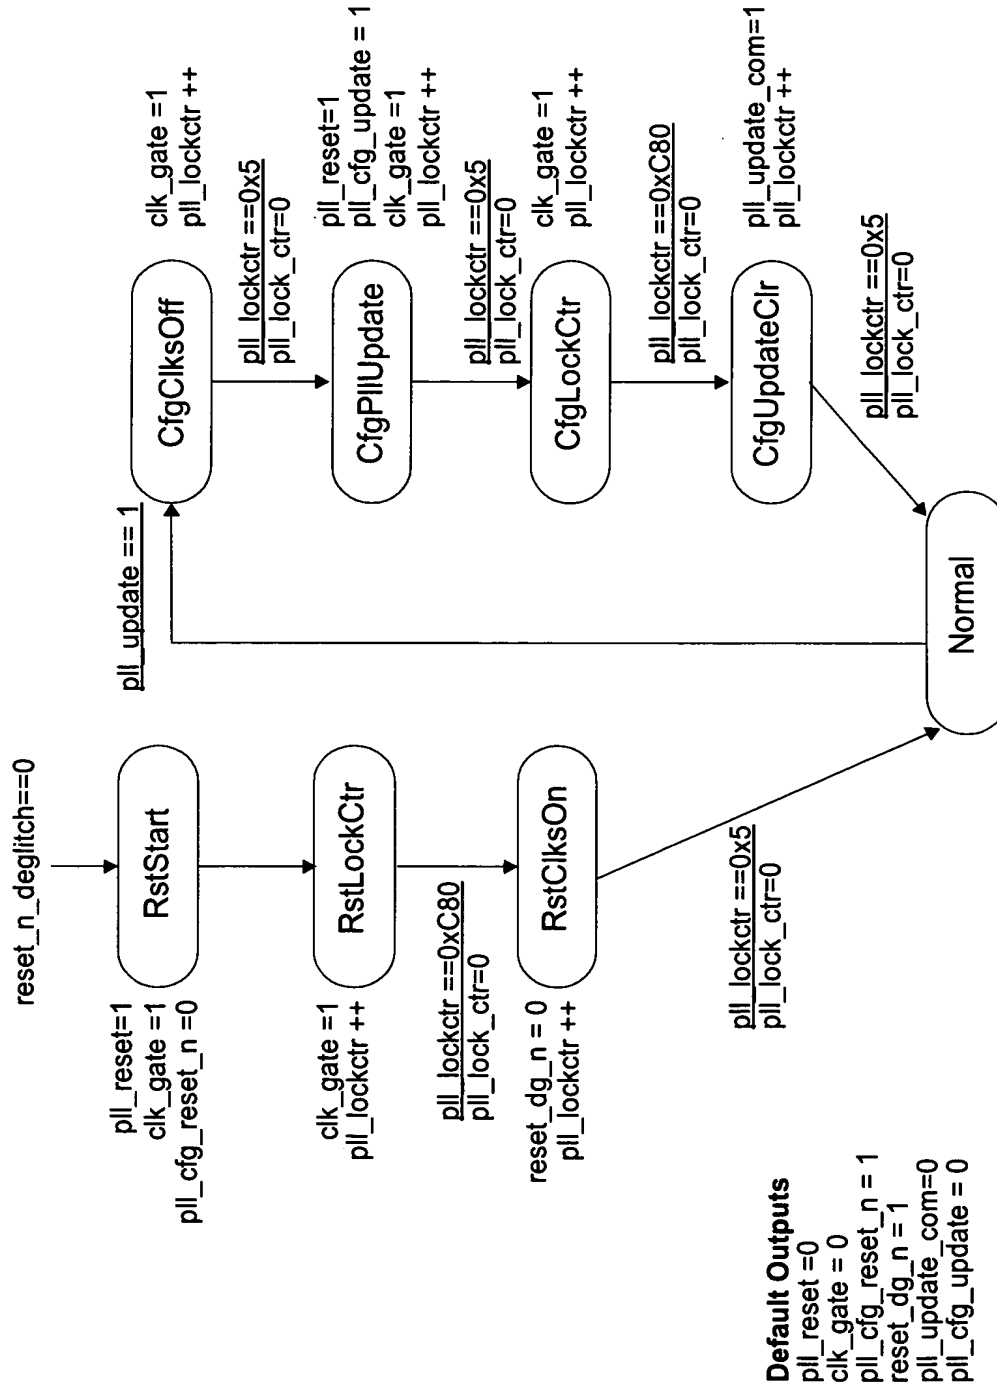 reset_n_deglitch==0
pll_reset=1
clk_gate =1
pll_cfg_reset_n =0
RstStart
clk_gate =1
pll_lockctr ++
RstLockCtr
pll_lockctr ==0xC80
pll_lock_ctr=0
reset_dg_n = 0
pll_lockctr ++
RstClksOn
pll_lockctr ==0x5
pll_lock_ctr=0
Normal
pll_update == 1
CfgClksOff
clk_gate =1
pll_lockctr ++
pll_lockctr ==0x5
pll_lock_ctr=0
CfgPllUpdate
pll_reset=1
pll_cfg_update = 1
clk_gate =1
pll_lockctr ++
pll_lockctr ==0x5
pll_lock_ctr=0
CfgLockCtr
clk_gate =1
pll_lockctr ++
pll_lockctr ==0xC80
pll_lock_ctr=0
CfgUpdateClr
pll_update_com=1
pll_lockctr ++
pll_lockctr ==0x5
pll_lock_ctr=0
Default Outputs
pll_reset =0
clk_gate = 0
pll_cfg_reset_n = 1
reset_dg_n = 1
pll_update_com=0
pll_cfg_update = 0